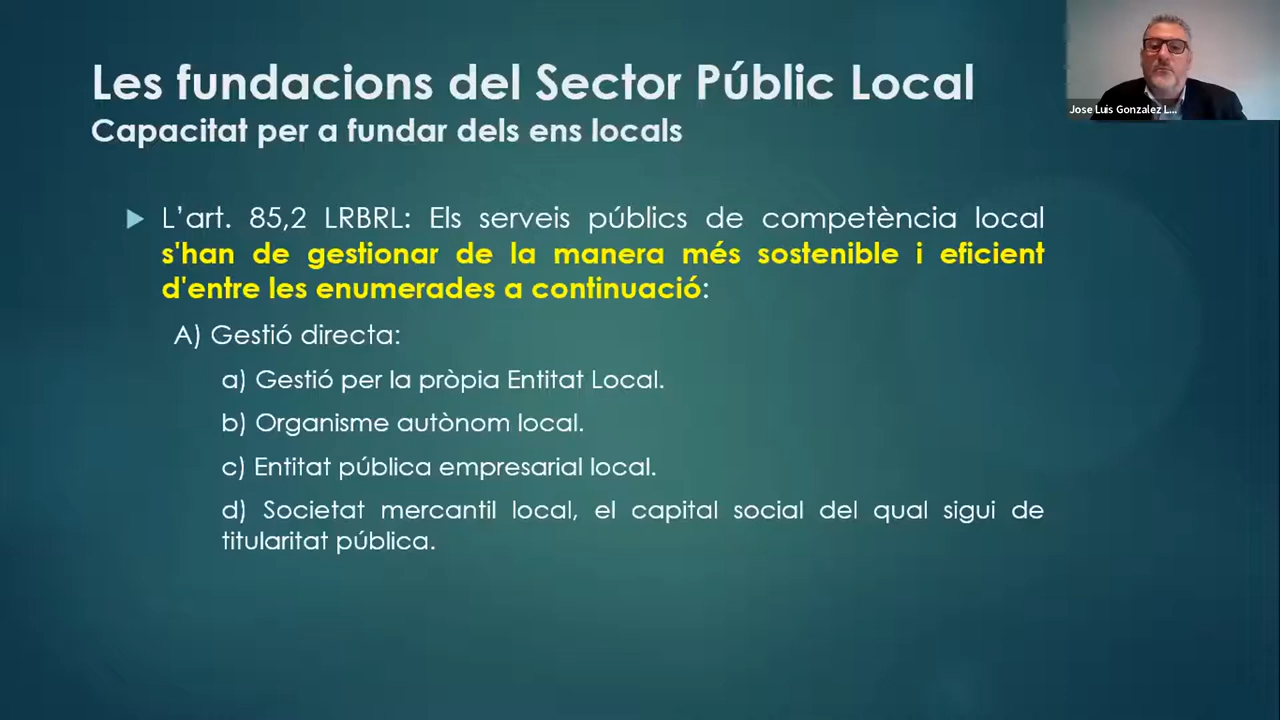 Les fundacions del Sector Públic Local
Capacitat per a fundar dels ens locals
Jose Luis Gonzalez L...
L'art. 85,2 LRBRL: Els serveis públics de competència local
s'han de gestionar de la manera més sostenible i eficient
d'entre les enumerades a continuació:
A) Gestió directa:
a) Gestió per la pròpia Entitat Local.
b) Organisme autònom local.
c) Entitat pública empresarial local.
d) Societat mercantil local, el capital social del qual sigui de
titularitat pública.